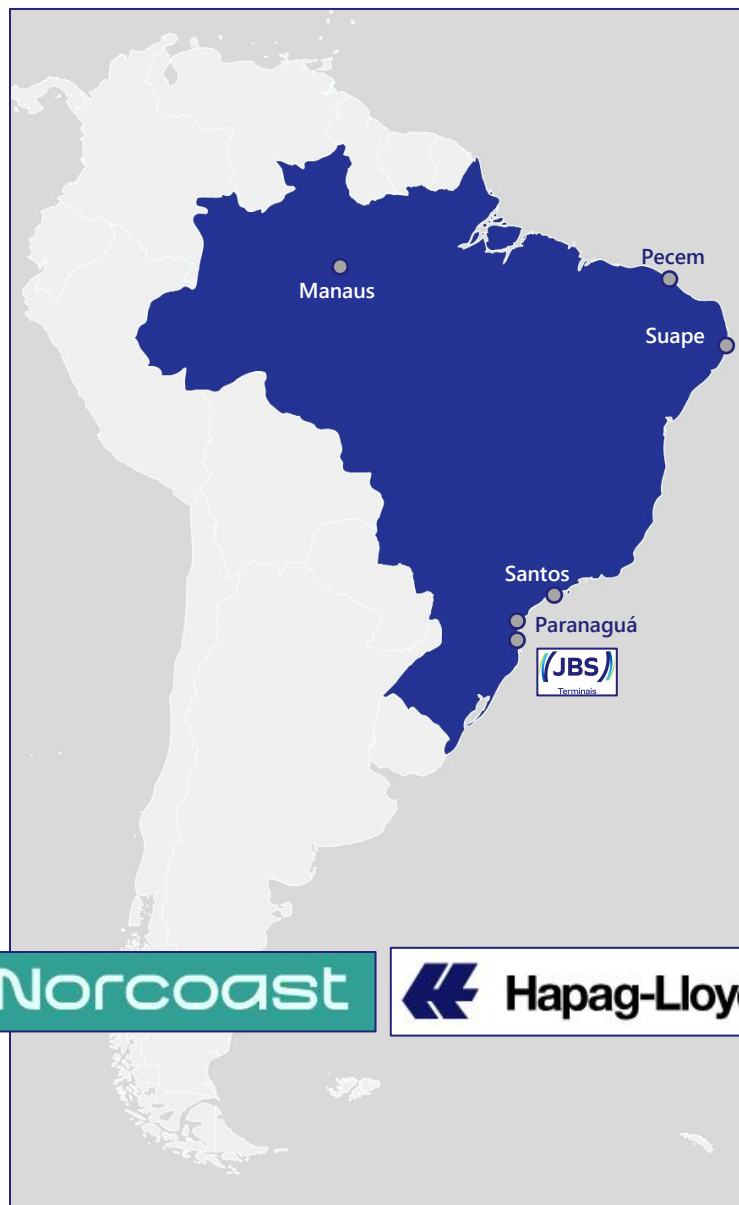 Pecem
Manaus
Suape
Santos
Paranaguá
JBS
Terminais
Norcoast
Hapag-Lloyd